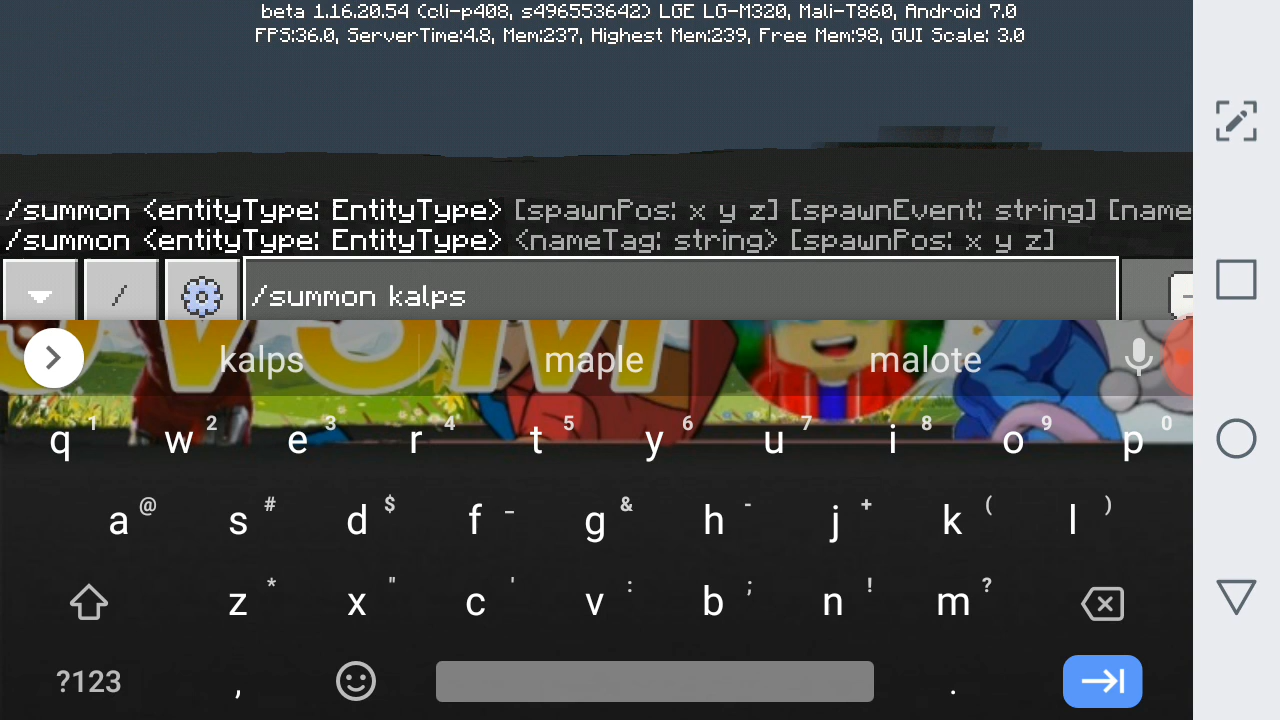 beta 1.16.20.54 (cli-p408, s496553642) LGE LG-M320, Mali-T860, Android 7.0
FPS:36.0, ServerTime:4.8, Mem:237, Highest Mem:239, Free Mem:98, GUI Scale: 3.0
/summon <entityType: EntityType> [spawnPos: x y z] [spawnEvent: string] [name
/summon <entityType: EntityType> <nameTag: string> [spawnPos: x y z]
/
/summon kalps
kalps maple malote
q 1 w 2 e 3 r 4 t 5 y 6 u 7 i 8 o 9 p 0
a @ s # d $ f _ g & h - j + k ( l )
z * x " c ' v : b ; n ! m ?
?123 , .